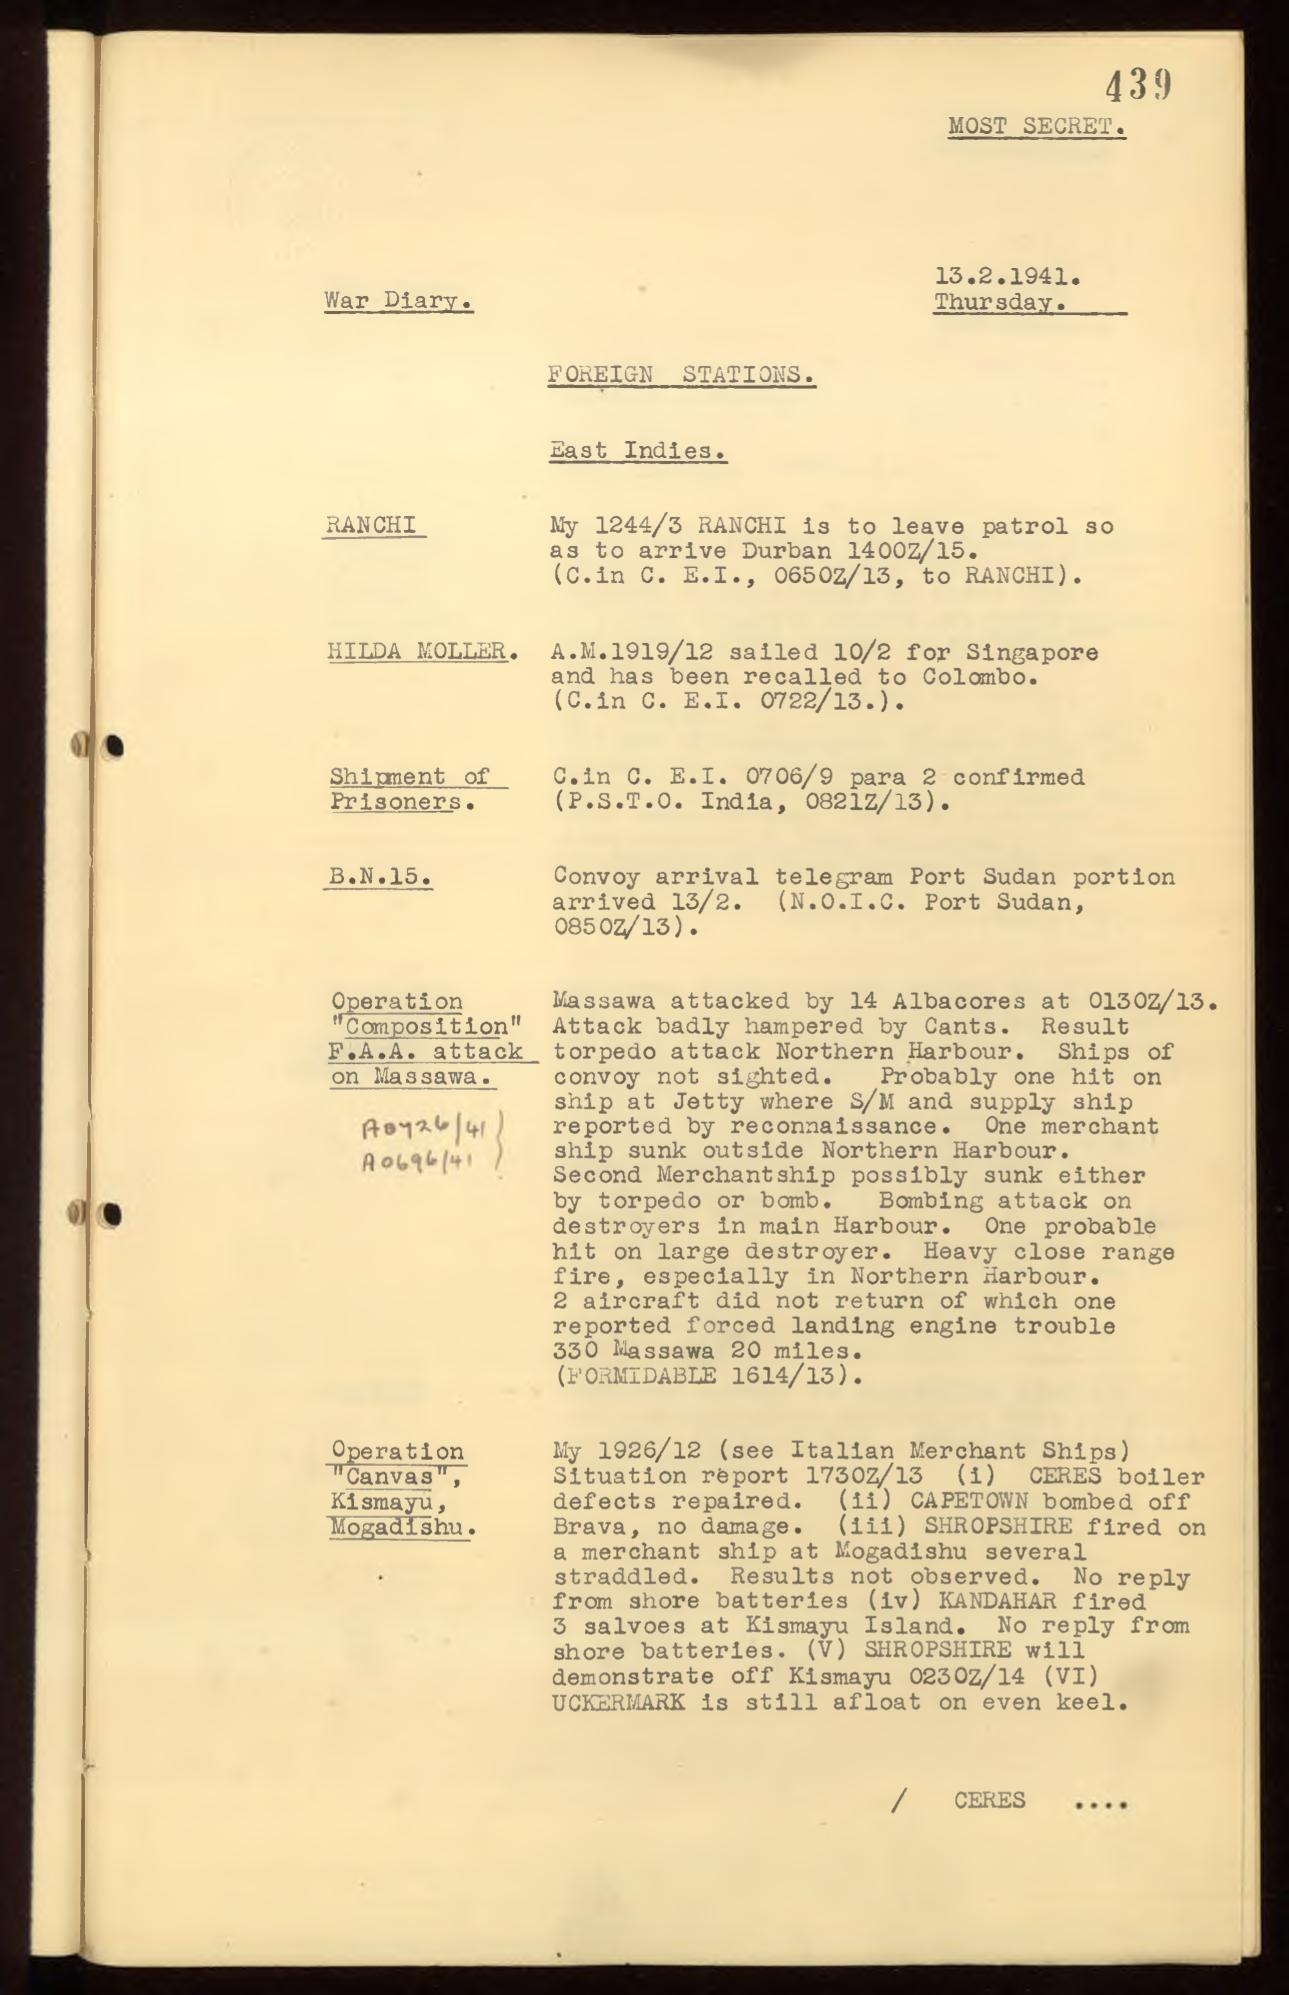 439
MOST SECRET.
13.2.1941.
War Diary.
Thursday.
FOREIGN STATIONS.
East Indies.
RANCHI
My 1244/3 RANCHI is to leave patrol so
as to arrive Durban 1400Z/15.
(C.in C. E.I., 0650Z/13, to RANCHI).
HILDA MOLLER.
A.M.1919/12 sailed 10/2 for Singapore
and has been recalled to Colombo.
(C.in C. E.I. 0722/13.).
Shipment of
Prisoners.
C.in C. E.I. 0706/9 para 2 confirmed
(P.S.T.O. India, 0821Z/13).
B.N.15.
Convoy arrival telegram Port Sudan portion
arrived 13/2. (N.O.I.C. Port Sudan,
0850Z/13).
Operation
"Composition"
F.A.A. attack
on Massawa.
A0726/41)
A0696/41 )
Massawa attacked by 14 Albacores at 0130Z/13.
Attack badly hampered by Cants. Result
torpedo attack Northern Harbour. Ships of
convoy not sighted. Probably one hit on
ship at Jetty where S/M and supply ship
reported by reconnaissance. One merchant
ship sunk outside Northern Harbour.
Second Merchantship possibly sunk either
by torpedo or bomb. Bombing attack on
destroyers in main Harbour. One probable
hit on large destroyer. Heavy close range
fire, especially in Northern Harbour.
2 aircraft did not return of which one
reported forced landing engine trouble
330 Massawa 20 miles.
(FORMIDABLE 1614/13).
Operation
"Canvas",
Kismayu,
Mogadishu.
My 1926/12 (see Italian Merchant Ships)
Situation report 1730Z/13 (i) CERES boiler
defects repaired. (ii) CAPETOWN bombed off
Brava, no damage. (iii) SHROPSHIRE fired on
a merchant ship at Mogadishu several
straddled. Results not observed. No reply
from shore batteries (iv) KANDAHAR fired
3 salvoes at Kismayu Island. No reply from
shore batteries. (V) SHROPSHIRE will
demonstrate off Kismayu 0230Z/14 (VI)
UCKERMARK is still afloat on even keel.
/ CERES ....